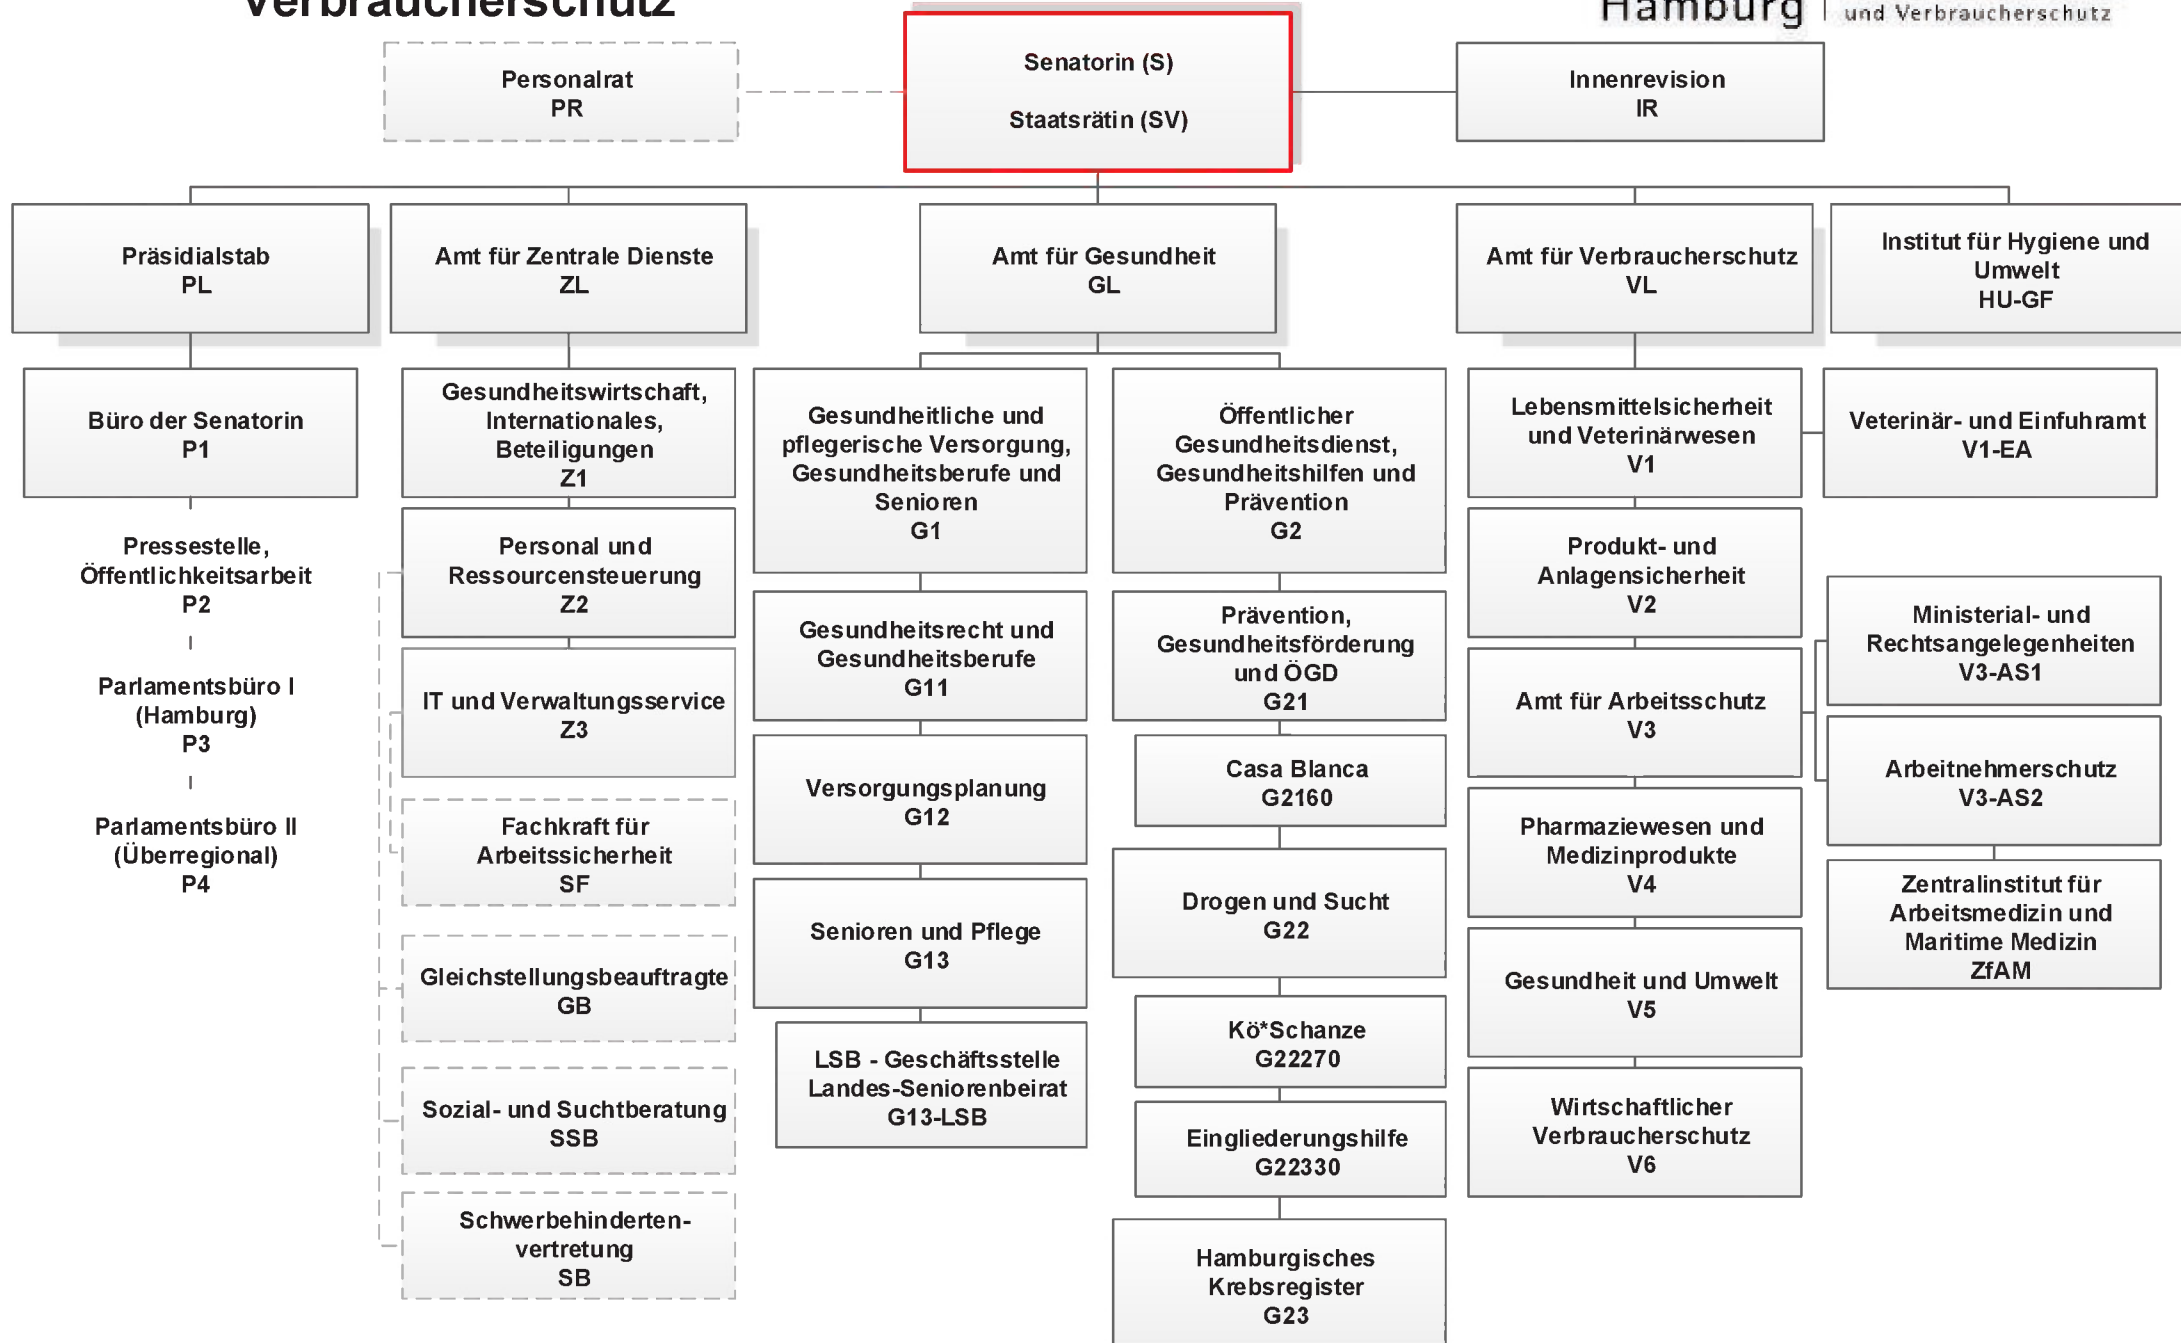 Verbraucherschutz
Hamburg
und Verbraucherschutz
Personalrat
PR
Senatorin (S)
Staatsrätin (SV)
Innenrevision
IR
Präsidialstab
PL
Amt für Zentrale Dienste
ZL
Amt für Gesundheit
GL
Amt für Verbraucherschutz
VL
Institut für Hygiene und
Umwelt
HU-GF
Büro der Senatorin
P1
Pressestelle,
Öffentlichkeitsarbeit
P2
Parlamentsbüro I
(Hamburg)
P3
Parlamentsbüro II
(Überregional)
P4
Gesundheitswirtschaft,
Internationales,
Beteiligungen
Z1
Personal und
Ressourcensteuerung
Z2
IT und Verwaltungsservice
Z3
Fachkraft für
Arbeitssicherheit
SF
Gleichstellungsbeauftragte
GB
Sozial- und Suchtberatung
SSB
Schwerbehinderten-
vertretung
SB
Gesundheitliche und
pflegerische Versorgung,
Gesundheitsberufe und
Senioren
G1
Gesundheitsrecht und
Gesundheitsberufe
G11
Versorgungsplanung
G12
Senioren und Pflege
G13
LSB - Geschäftsstelle
Landes-Seniorenbeirat
G13-LSB
Öffentlicher
Gesundheitsdienst,
Gesundheitshilfen und
Prävention
G2
Prävention,
Gesundheitsförderung
und ÖGD
G21
Casa Blanca
G2160
Drogen und Sucht
G22
Kö*Schanze
G22270
Eingliederungshilfe
G22330
Hamburgisches
Krebsregister
G23
Lebensmittelsicherheit
und Veterinärwesen
V1
Produkt- und
Anlagensicherheit
V2
Amt für Arbeitsschutz
V3
Pharmaziewesen und
Medizinprodukte
V4
Gesundheit und Umwelt
V5
Wirtschaftlicher
Verbraucherschutz
V6
Veterinär- und Einfuhramt
V1-EA
Ministerial- und
Rechtsangelegenheiten
V3-AS1
Arbeitnehmerschutz
V3-AS2
Zentralinstitut für
Arbeitsmedizin und
Maritime Medizin
ZfAM